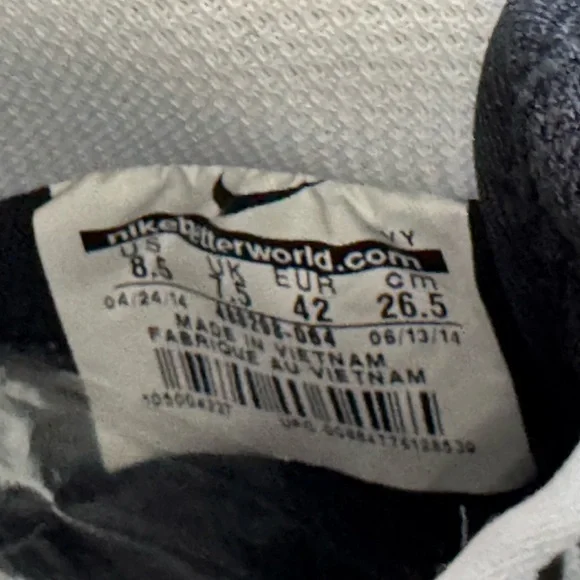 VY
nikebetterworld.com
US UK EUR cm
8.5 7.5 42 26.5
04/24/14 06/13/14
MADE IN VIETNAM
FABRIQUE AU VIETNAM